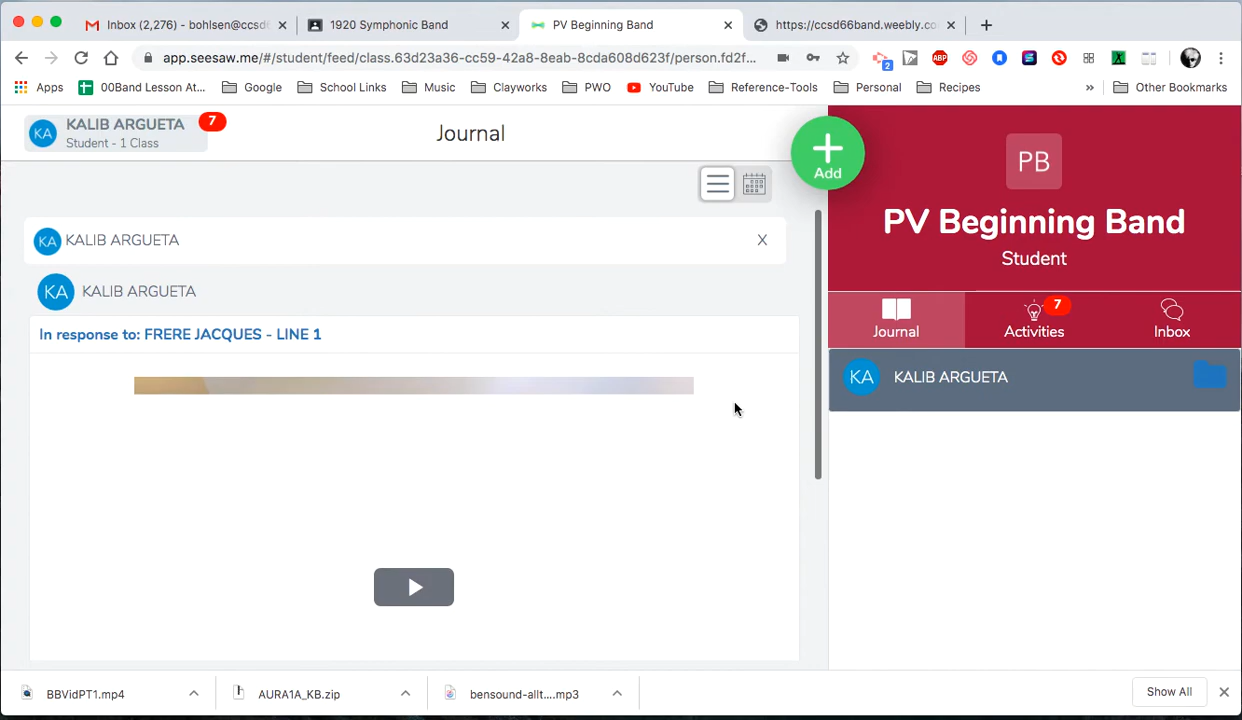 Inbox (2,276) - bohlsen@ccsd
1920 Symphonic Band
PV Beginning Band
https://ccsd66band.weebly.co
app.seesaw.me/#/student/feed/class.63d23a36-cc59-42a8-8eab-8cda608d623f/person.fd2f...
2
ABP
Apps
00Band Lesson At...
Google
School Links
Music
Clayworks
PWO
YouTube
Reference-Tools
Personal
Recipes
»
Other Bookmarks
KA
KALIB ARGUETA
Student - 1 Class
7
Journal
Add
KA KALIB ARGUETA X
KA KALIB ARGUETA
In response to: FRERE JACQUES - LINE 1
PB
PV Beginning Band
Student
Journal
Activities
7
Inbox
KA KALIB ARGUETA
BBVidPT1.mp4
AURA1A_KB.zip
bensound-allt....mp3
Show All